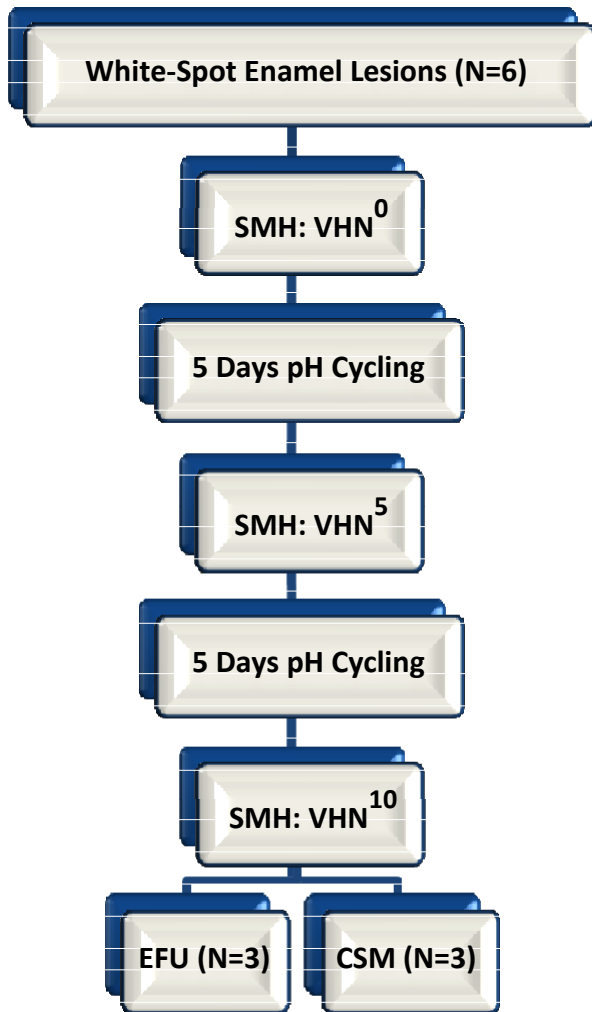 White-Spot Enamel Lesions (N=6)
SMH: VHN⁰
5 Days pH Cycling
SMH: VHN⁵
5 Days pH Cycling
SMH: VHN¹⁰
EFU (N=3)
CSM (N=3)